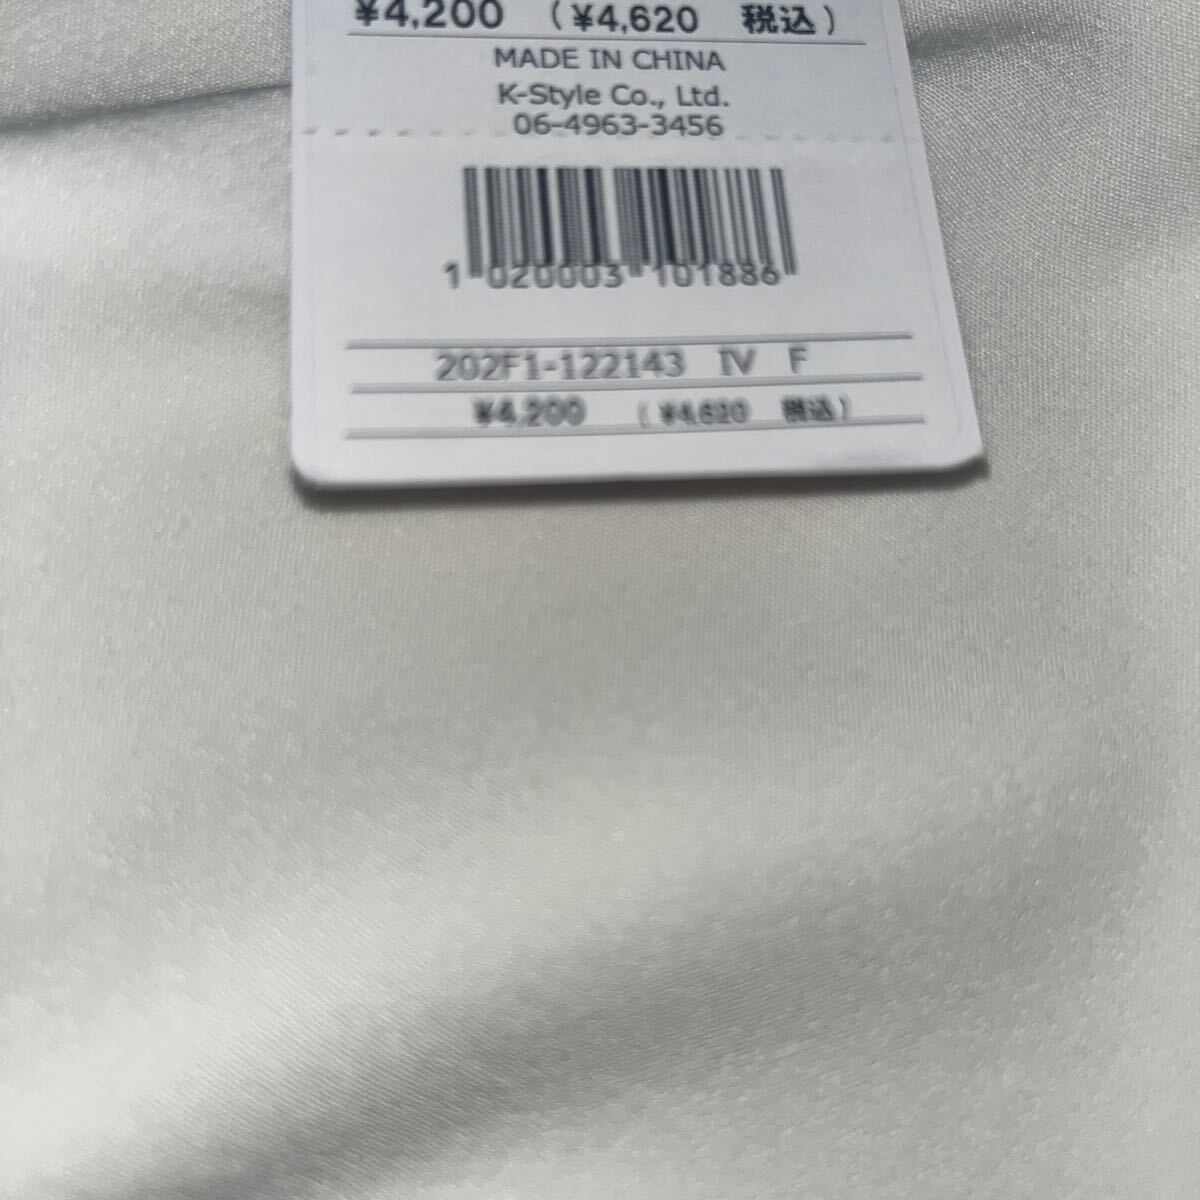 ¥4,200 (¥4,620 税込)
MADE IN CHINA
K-Style Co., Ltd.
06-4963-3456
1 020003 101886
202F1-122143 IV F
¥4,200 (¥4,620 税込)